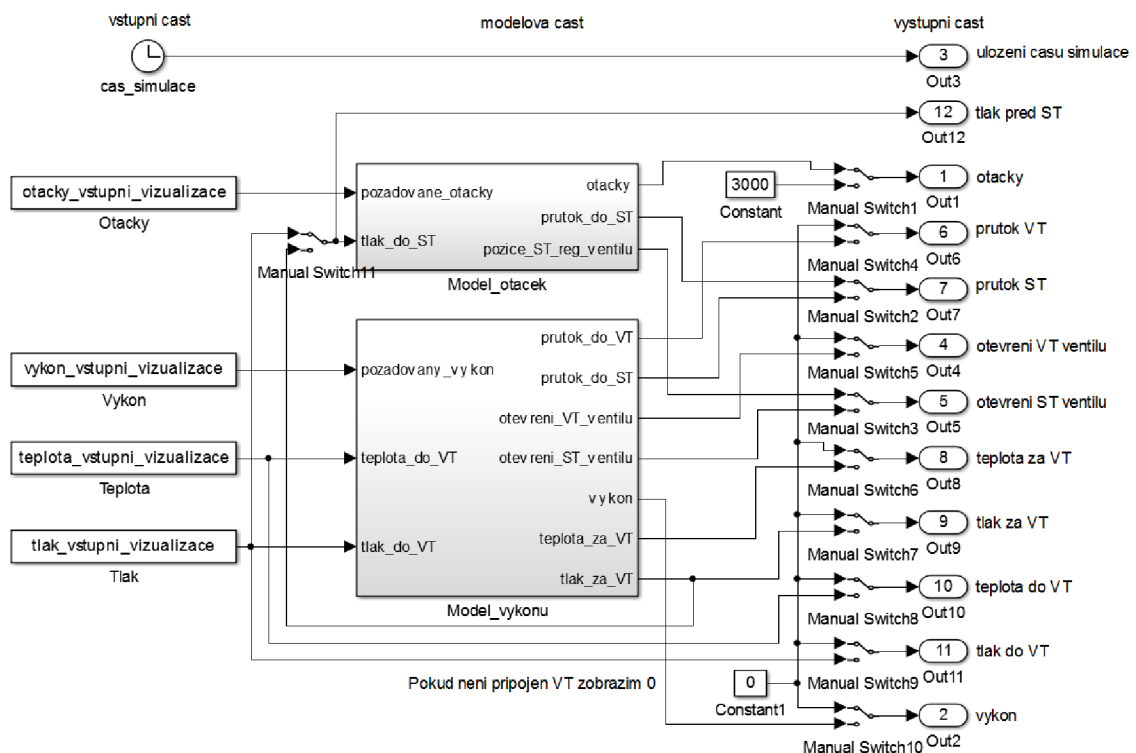 vstupni cast
modelova cast
vystupni cast
cas_simulace
3
Out3
ulozeni casu simulace
12
Out12
tlak pred ST
otacky_vstupni_vizualizace
Otacky
pozadovane_otacky
tlak_do_ST
otacky
prutok_do_ST
pozice_ST_reg_ventilu
Model_otacek
Manual Switch11
3000
Constant
Manual Switch1
1
Out1
otacky
Manual Switch4
6
Out6
prutok VT
Manual Switch2
7
Out7
prutok ST
vykon_vstupni_vizualizace
Vykon
teplota_vstupni_vizualizace
Teplota
tlak_vstupni_vizualizace
Tlak
pozadovany_vykon
teplota_do_VT
tlak_do_VT
prutok_do_VT
prutok_do_ST
otevreni_VT_ventilu
otevreni_ST_ventilu
vykon
teplota_za_VT
tlak_za_VT
Model_vykonu
Manual Switch5
4
Out4
otevreni VT ventilu
Manual Switch3
5
Out5
otevreni ST ventilu
Manual Switch6
8
Out8
teplota za VT
Manual Switch7
9
Out9
tlak za VT
Manual Switch8
10
Out10
teplota do VT
Manual Switch9
11
Out11
tlak do VT
Pokud neni pripojen VT zobrazim 0
0
Constant1
Manual Switch10
2
Out2
vykon